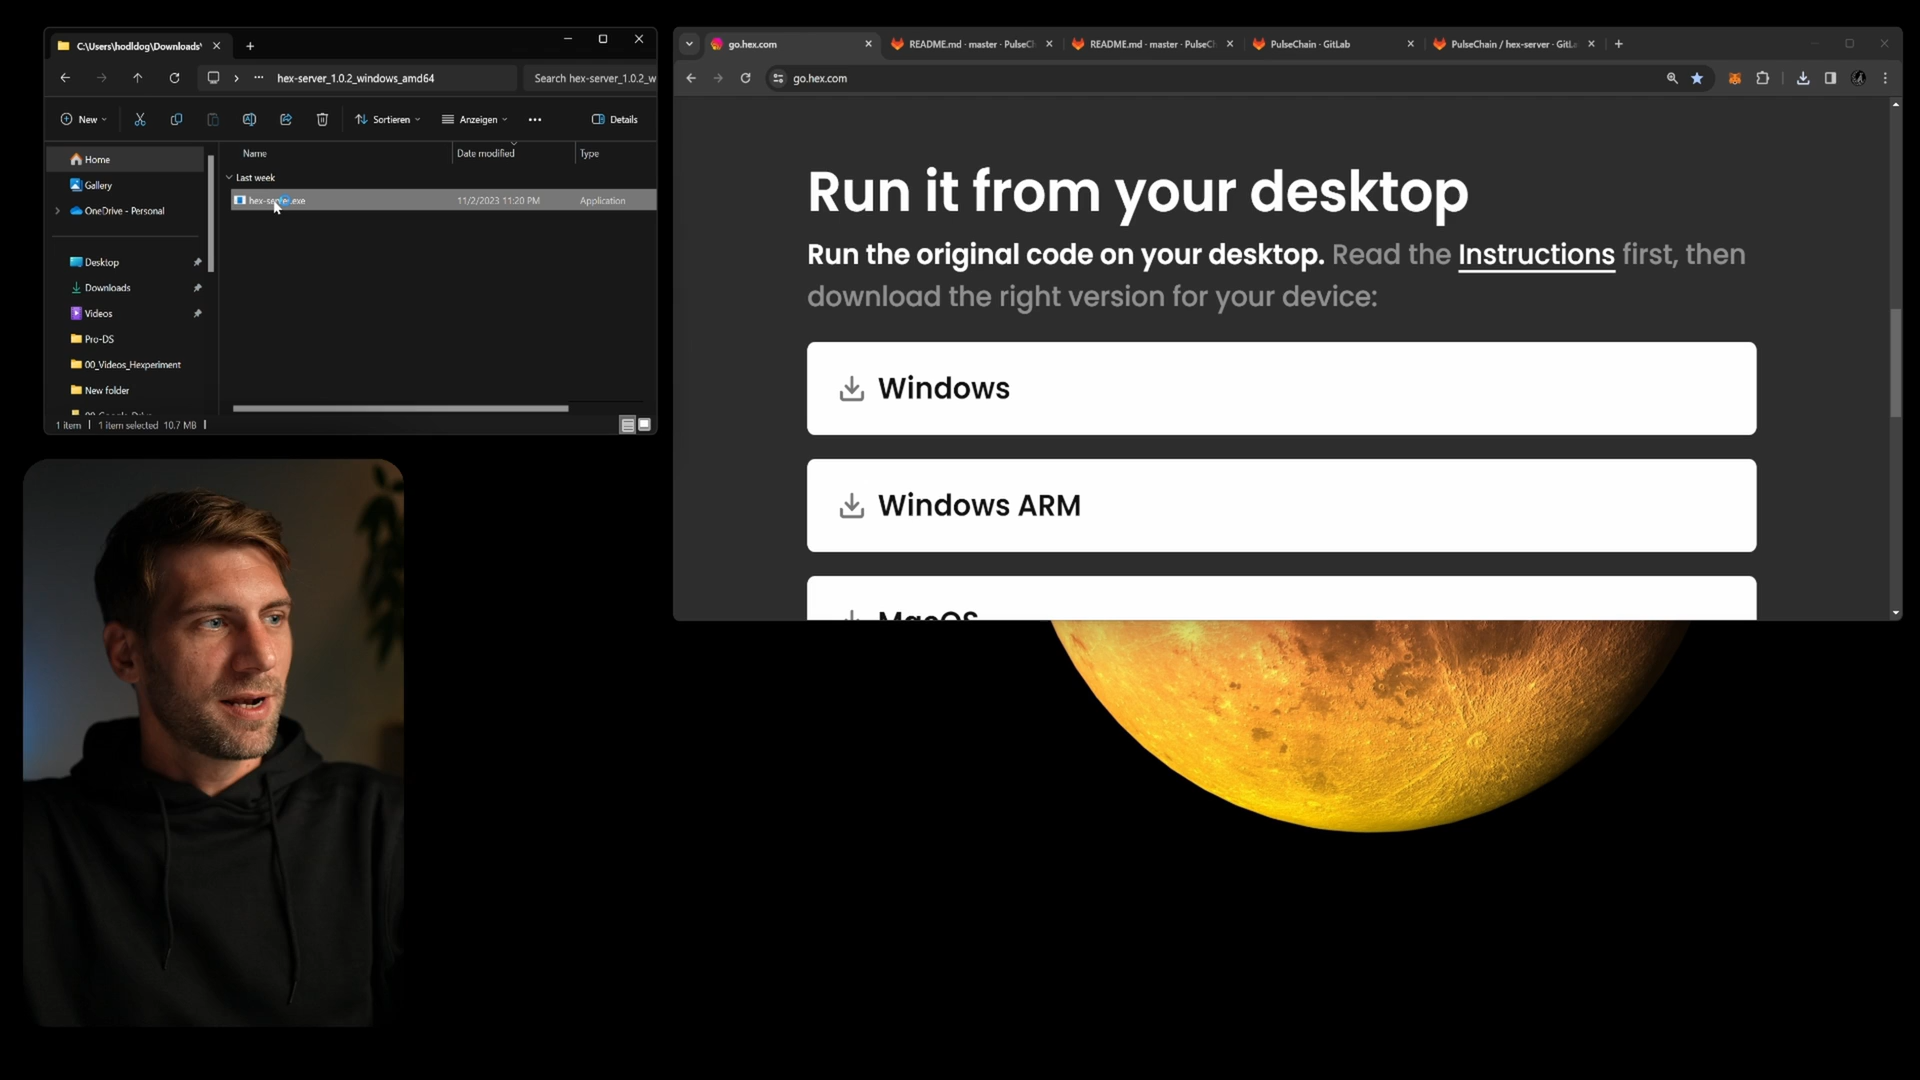 C:\Users\hodldog\Downloads'
hex-server_1.0.2_windows_amd64
Search hex-server_1.0.2_w
New
Sortieren
Anzeigen
Details
Home
Gallery
OneDrive - Personal
Desktop
Downloads
Videos
Pro-DS
00_Videos_Hexperiment
New folder
Name
Date modified
Type
Last week
11/2/2023 11:20 PM
Application
1 item
1 item selected 10.7 MB
go.hex.com
README.md · master · PulseC
README.md · master · PulseC
PulseChain · GitLab
PulseChain / hex-server · GitL
go.hex.com
Run it from your desktop
Run the original code on your desktop. Read the Instructions first, then
download the right version for your device:
Windows
Windows ARM
MacOS